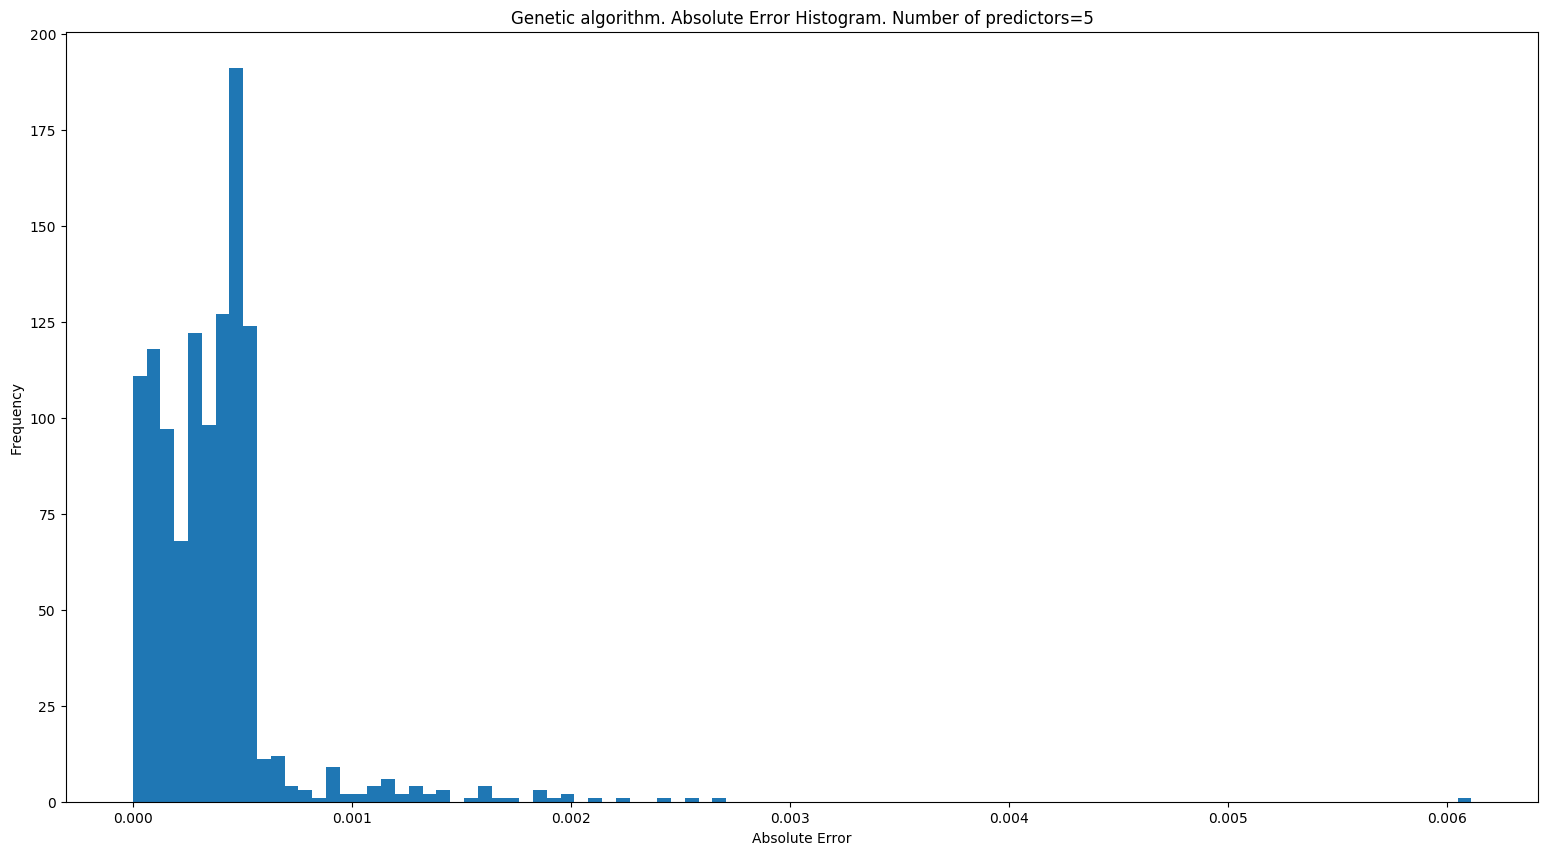 Genetic algorithm. Absolute Error Histogram. Number of predictors=5
200
175
150
125
100
75
50
25
0
Frequency
0.000 0.001 0.002 0.003 0.004 0.005 0.006
Absolute Error